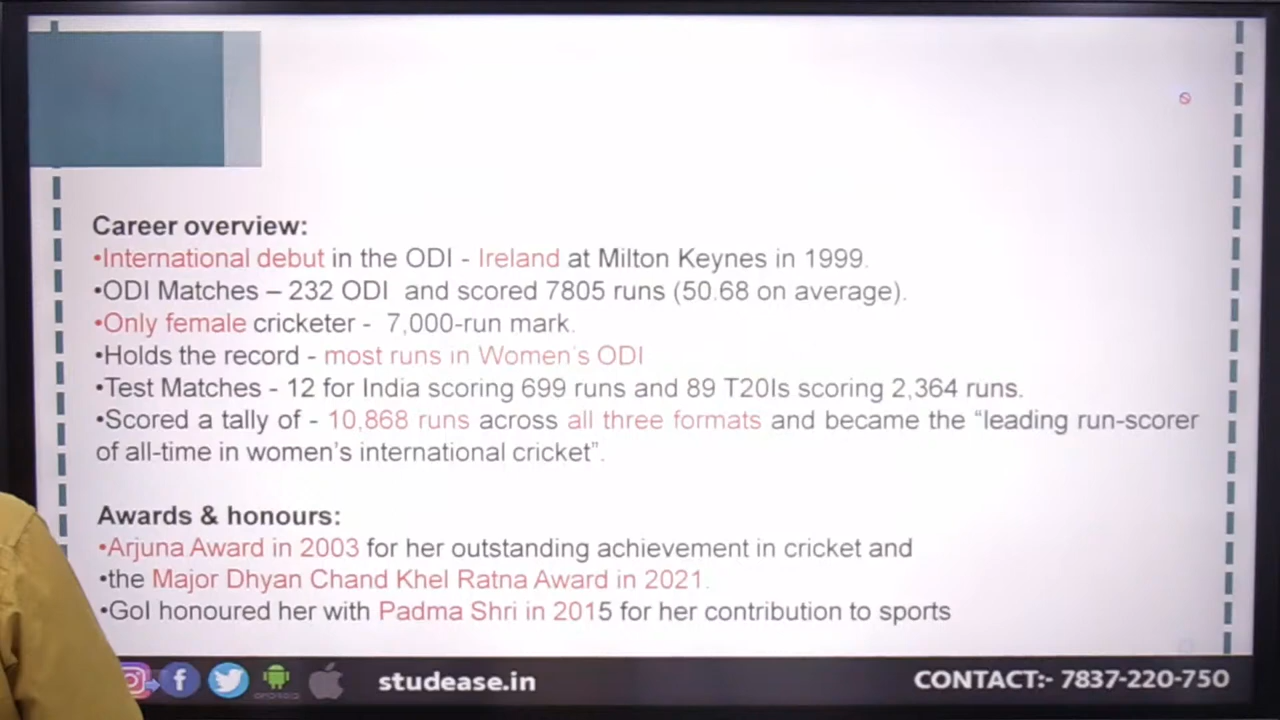 Career overview:
•International debut in the ODI - Ireland at Milton Keynes in 1999.
•ODI Matches – 232 ODI  and scored 7805 runs (50.68 on average).
•Only female cricketer -  7,000-run mark.
•Holds the record - most runs in Women's ODI
•Test Matches - 12 for India scoring 699 runs and 89 T20Is scoring 2,364 runs.
•Scored a tally of - 10,868 runs across all three formats and became the “leading run-scorer
of all-time in women’s international cricket”.
Awards & honours:
•Arjuna Award in 2003 for her outstanding achievement in cricket and
•the Major Dhyan Chand Khel Ratna Award in 2021.
•GoI honoured her with Padma Shri in 2015 for her contribution to sports
studease.in
CONTACT:- 7837-220-750